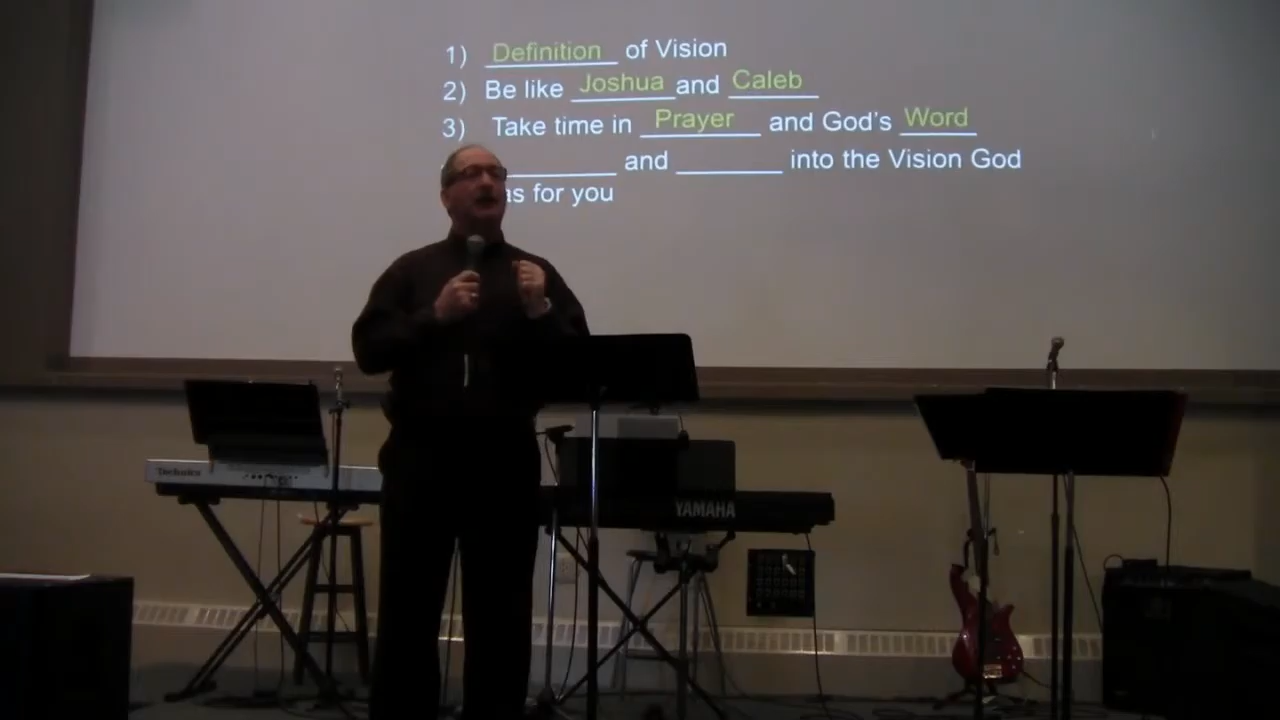 1) Definition of Vision
2) Be like Joshua and Caleb
3) Take time in Prayer and God's Word
and into the Vision God
as for you
Technics
YAMAHA